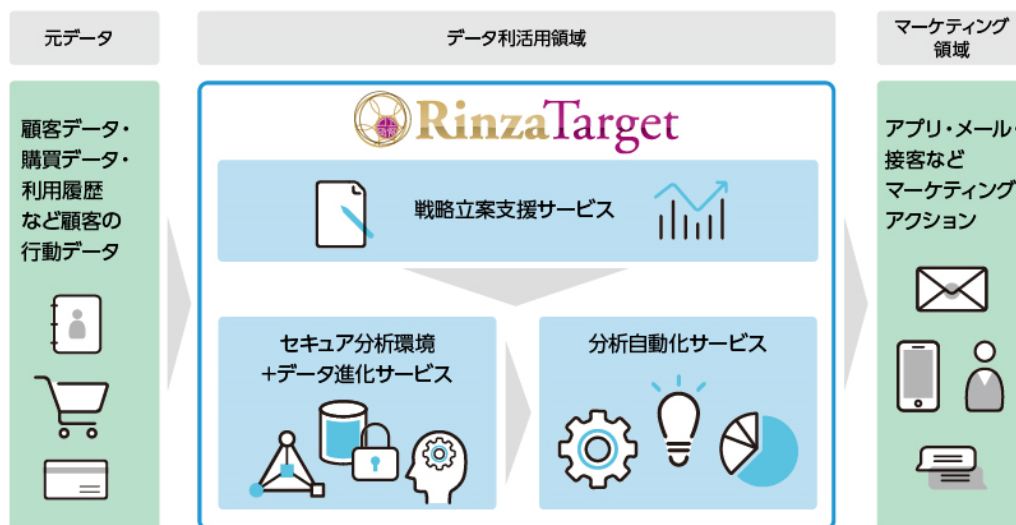 元データ
データ利活用領域
マーケティング
領域
顧客データ・
購買データ・
利用履歴
など顧客の
行動データ
RinzaTarget
戦略立案支援サービス
セキュア分析環境
+データ進化サービス
分析自動化サービス
アプリ・メール・
接客など
マーケティング
アクション